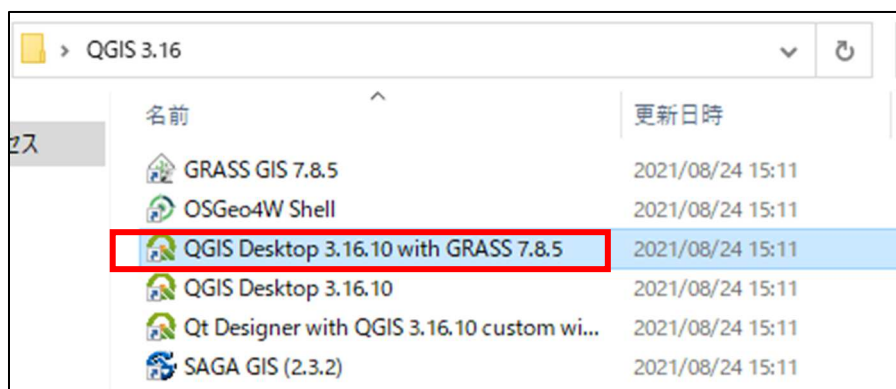 QGIS 3.16
名前 更新日時
セス
GRASS GIS 7.8.5 2021/08/24 15:11
OSGeo4W Shell 2021/08/24 15:11
QGIS Desktop 3.16.10 with GRASS 7.8.5 2021/08/24 15:11
QGIS Desktop 3.16.10 2021/08/24 15:11
Qt Designer with QGIS 3.16.10 custom wi... 2021/08/24 15:11
SAGA GIS (2.3.2) 2021/08/24 15:11